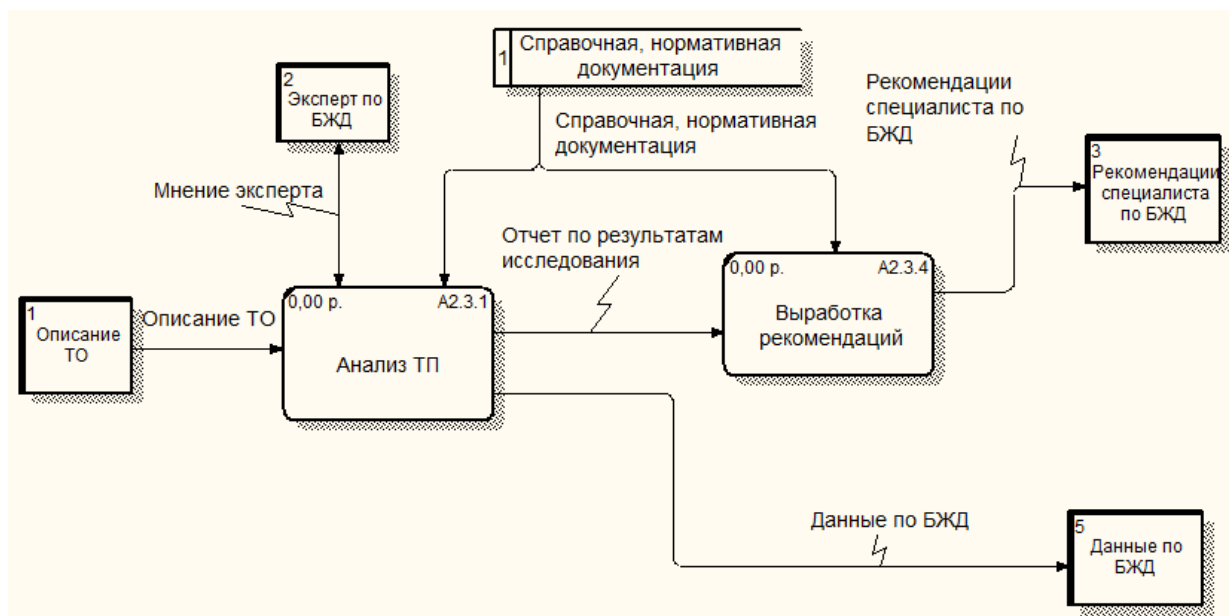 1
Справочная, нормативная
документация
2
Эксперт по
БЖД
Рекомендации
специалиста по
БЖД
Справочная, нормативная
документация
3
Рекомендации
специалиста
по БЖД
Мнение эксперта
Отчет по результатам
исследования
0,00 р.
A2.3.4
Выработка
рекомендаций
1
Описание
ТО
Описание ТО
0,00 р.
A2.3.1
Анализ ТП
Данные по БЖД
5
Данные по
БЖД